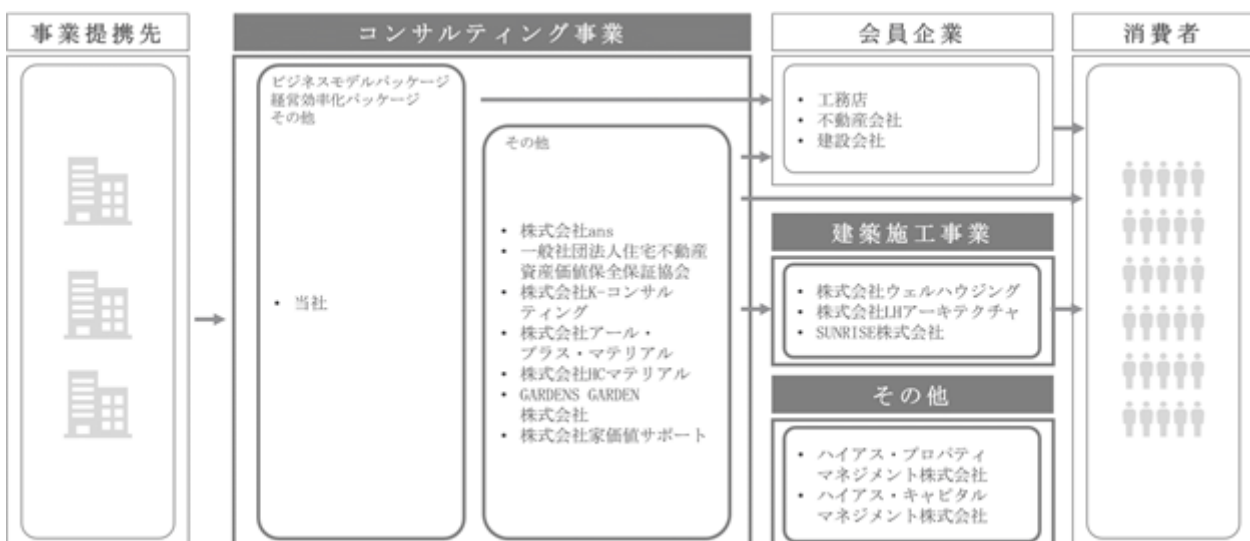 事業提携先
コンサルティング事業
ビジネスモデルパッケージ
経営効率化パッケージ
その他
• 当社
その他
• 株式会社ans
• 一般社団法人住宅不動産
資産価値保全保証協会
• 株式会社K-コンサル
ティング
• 株式会社アール・
プラス・マテリアル
• 株式会社HCマテリアル
• GARDENS GARDEN
株式会社
• 株式会社家価値サポート
会員企業
• 工務店
• 不動産会社
• 建設会社
建築施工事業
• 株式会社ウェルハウジング
• 株式会社LHアーキテクチャ
• SUNRISE株式会社
その他
• ハイアス・プロパティ
マネジメント株式会社
• ハイアス・キャピタル
マネジメント株式会社
消費者